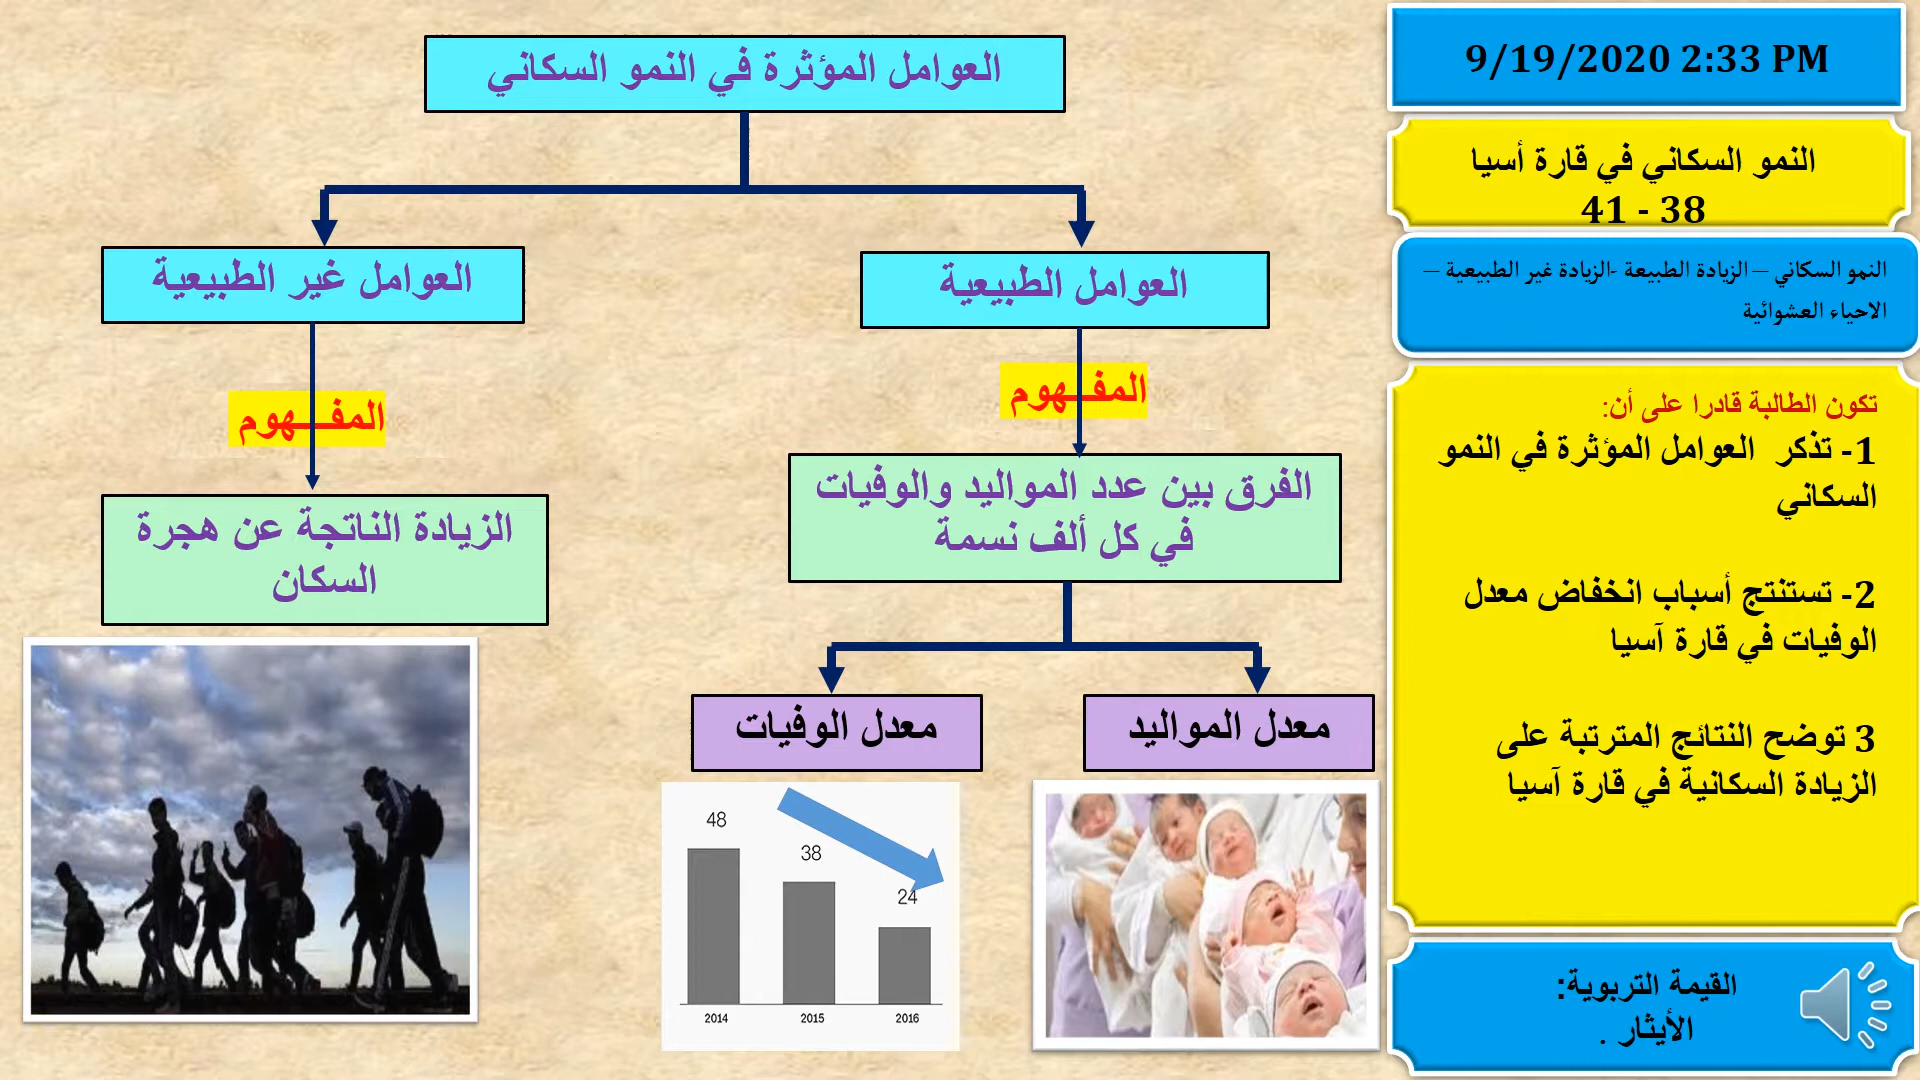 العوامل المؤثرة في النمو السكاني
العوامل الطبيعية
العوامل غير الطبيعية
المفـــهوم
المفـــهوم
الفرق بين عدد المواليد والوفيات
في كل ألف نسمة
الزيادة الناتجة عن هجرة
السكان
معدل المواليد
معدل الوفيات
48
38
24
2014
2015
2016
9/19/2020 2:33 PM
النمو السكاني في قارة أسيا
41 - 38
النمو السكاني – الزيادة الطبيعة -الزيادة غير الطبيعية –
الاحياء العشوائية
تكون الطالبة قادرا على أن:
1- تذكر العوامل المؤثرة في النمو
السكاني
2- تستنتج أسباب انخفاض معدل
الوفيات في قارة آسيا
3 توضح النتائج المترتبة على
الزيادة السكانية في قارة آسيا
القيمة التربوية:
الأيثار .